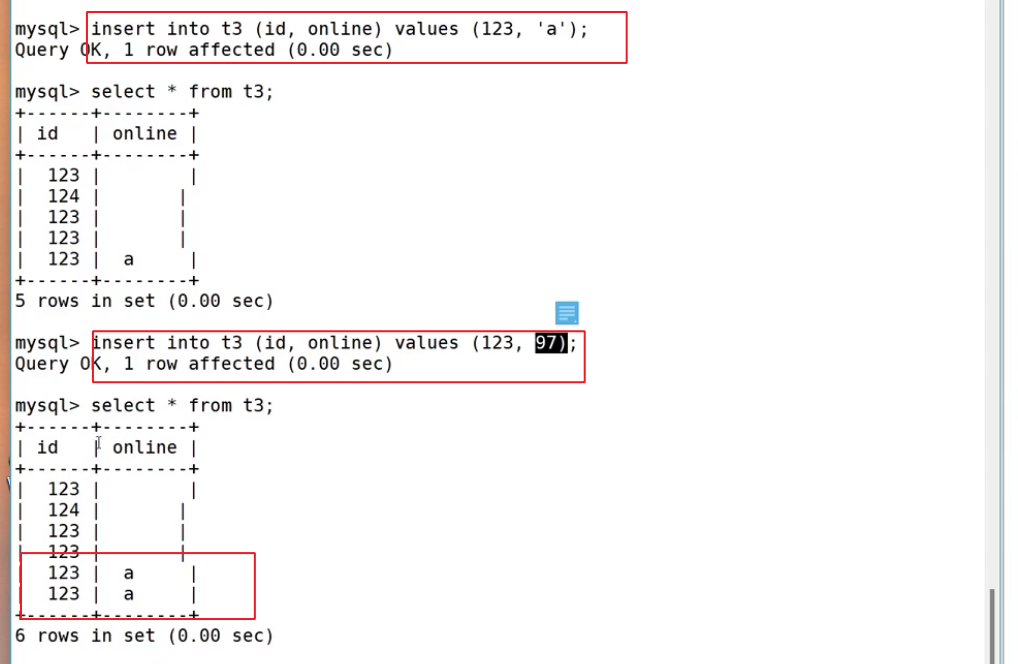 mysql> insert into t3 (id, online) values (123, 'a');
Query OK, 1 row affected (0.00 sec)
mysql> select * from t3;
+------+--------+
| id   | online |
+------+--------+
|  123 |        |
|  124 |       |
|  123 |       |
|  123 |       |
|  123 |  a     |
+------+--------+
5 rows in set (0.00 sec)
mysql> insert into t3 (id, online) values (123, 97);
Query OK, 1 row affected (0.00 sec)
mysql> select * from t3;
+------+--------+
| id   | online |
+------+--------+
|  123 |        |
|  124 |       |
|  123 |       |
|  123 |       |
|  123 |  a     |
|  123 |  a     |
+------+--------+
6 rows in set (0.00 sec)